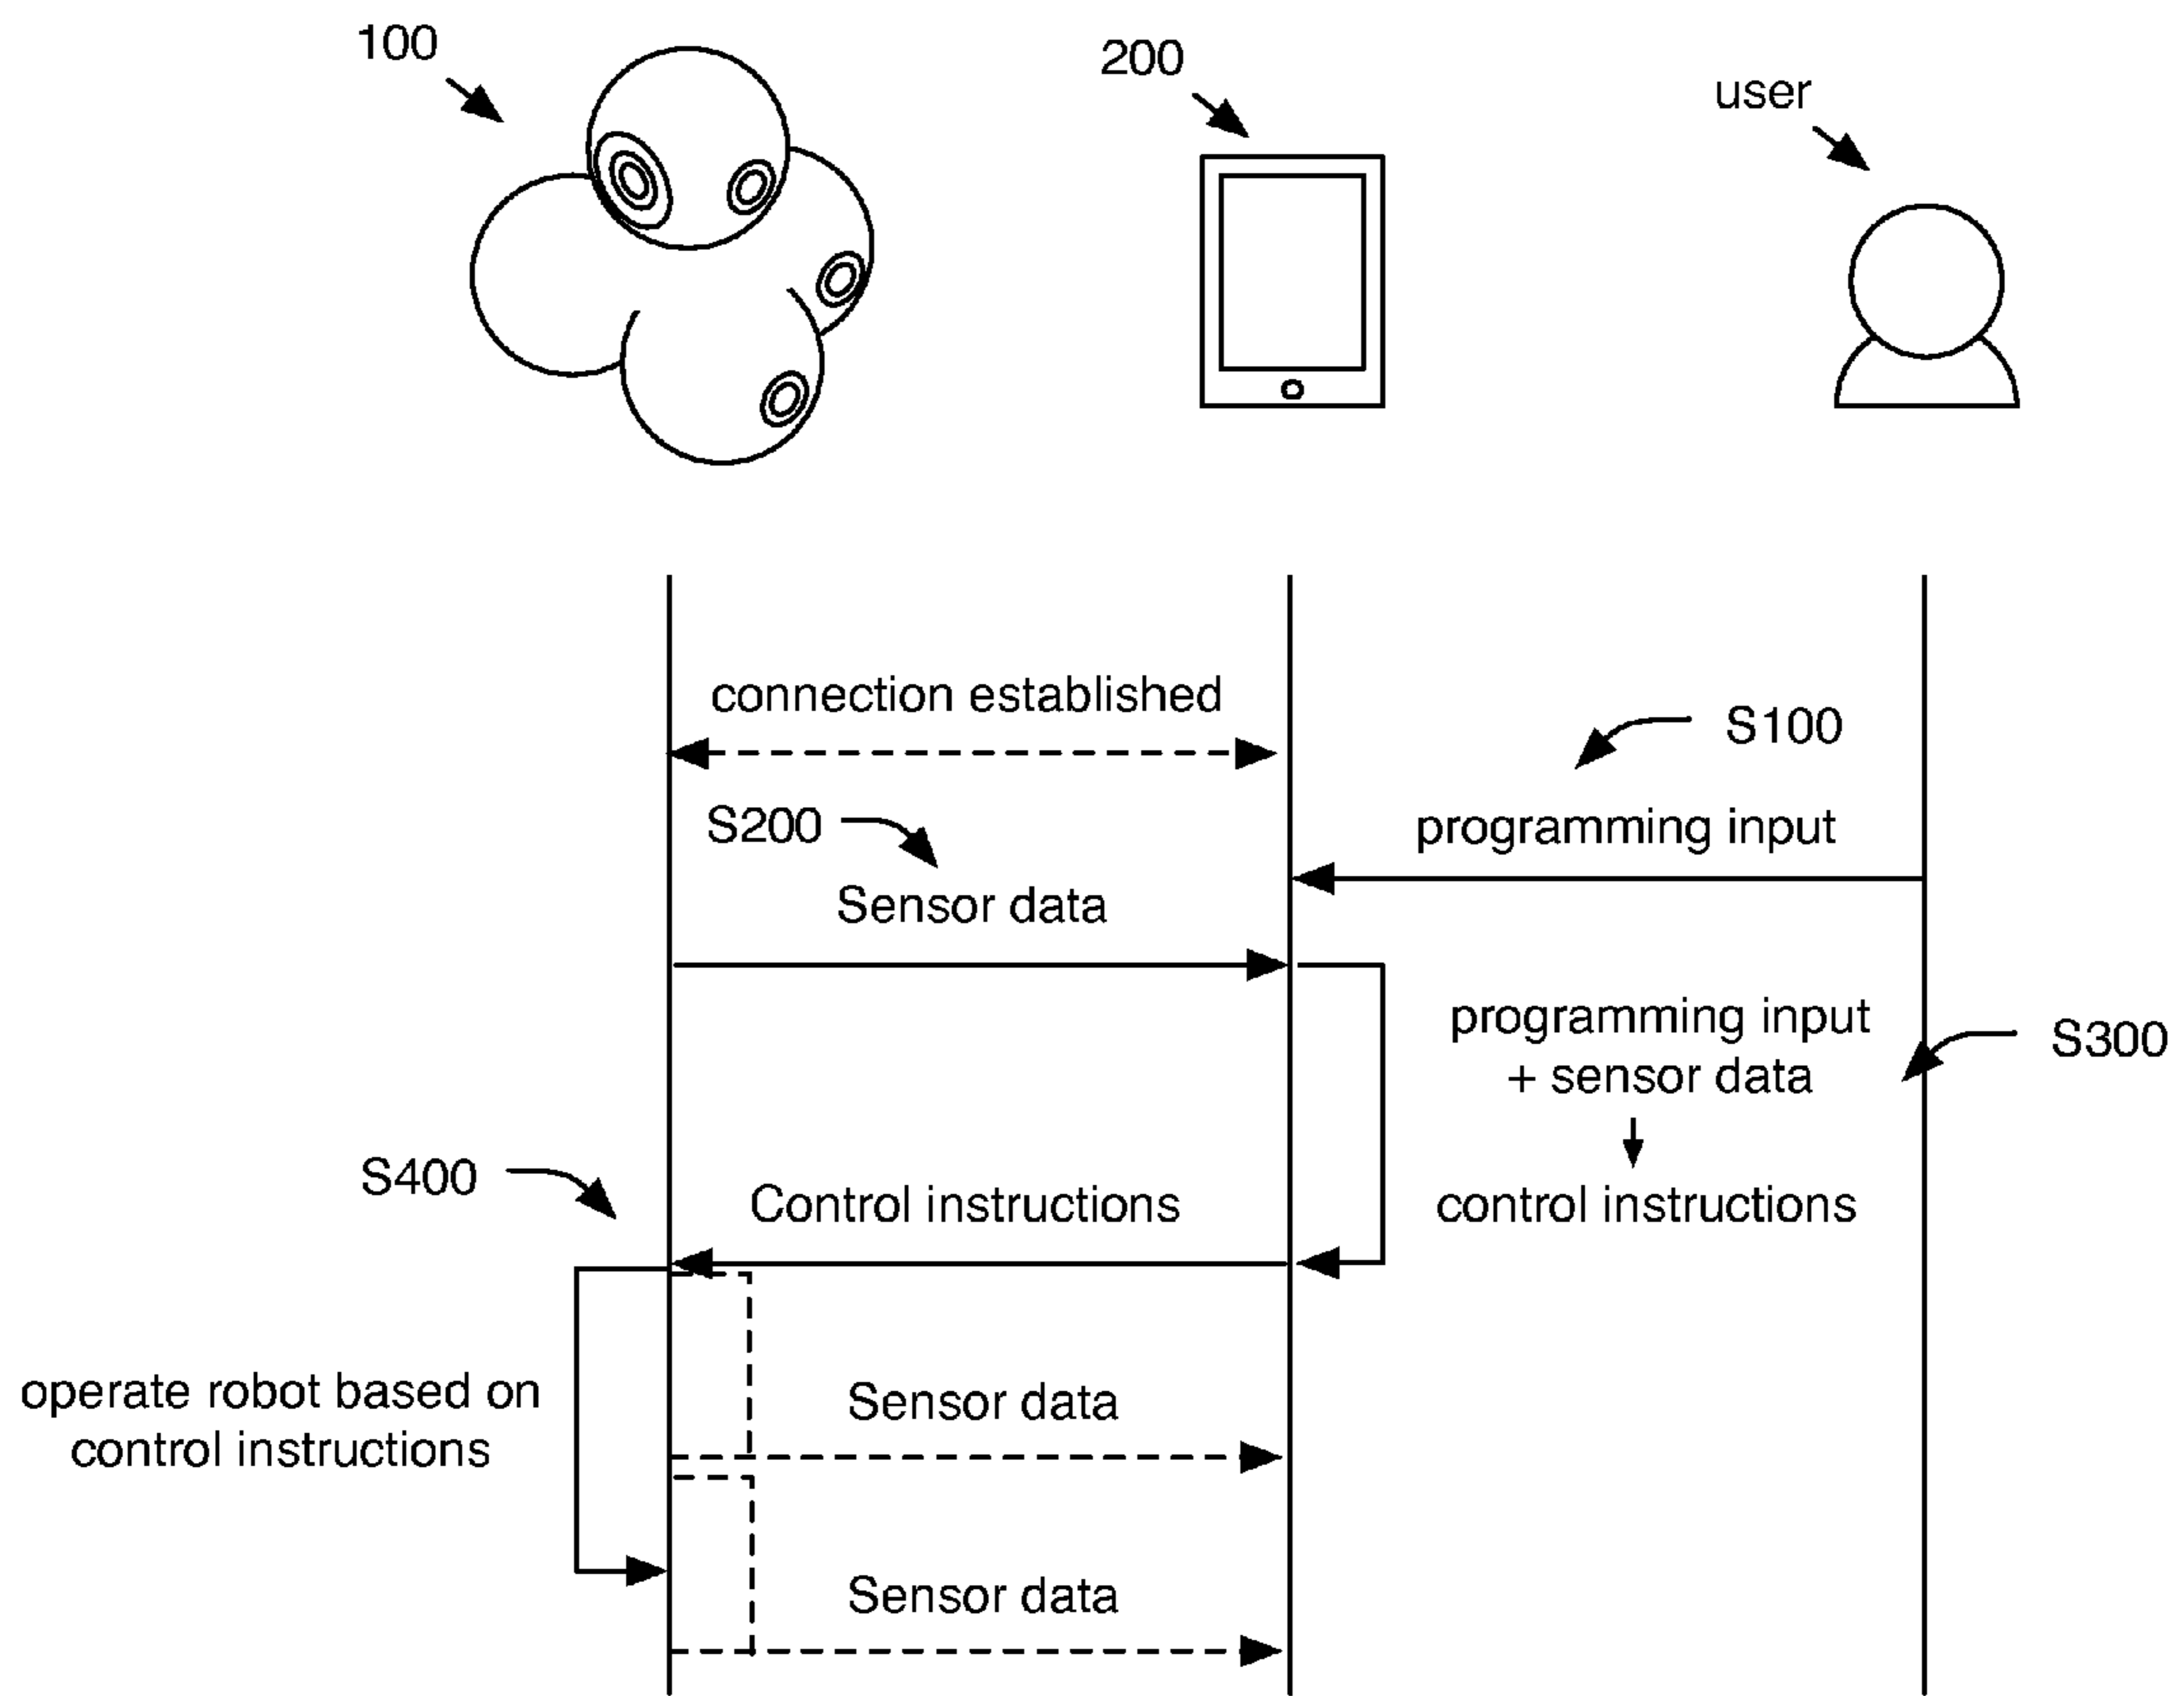 100
200
user
connection established
S100
S200
programming input
Sensor data
programming input
+ sensor data
S300
S400
Control instructions
control instructions
operate robot based on
control instructions
Sensor data
Sensor data